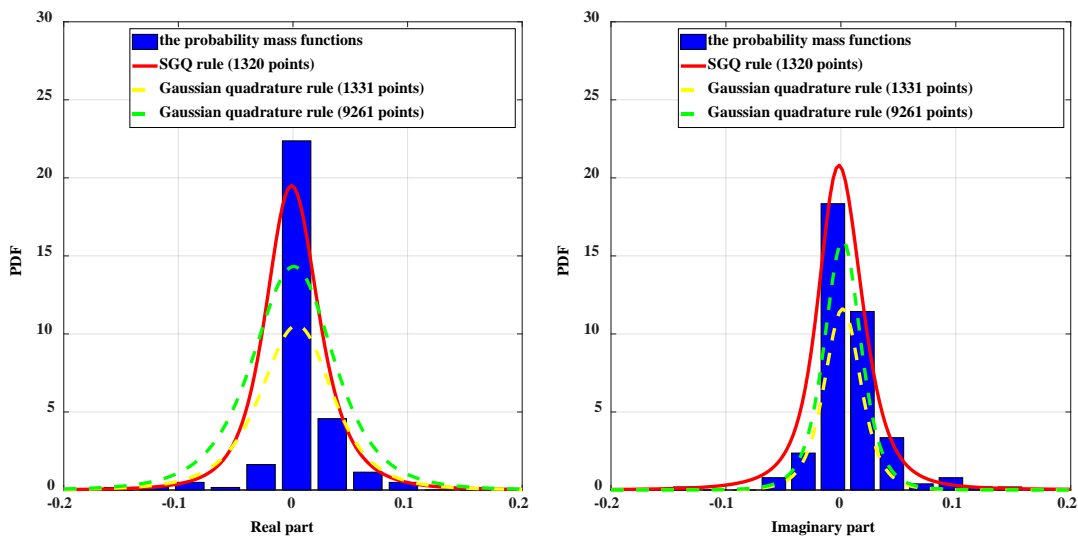 30
25
20
15
10
5
0
PDF
-0.2
-0.1
0
0.1
0.2
Real part
the probability mass functions
SGQ rule (1320 points)
Gaussian quadrature rule (1331 points)
Gaussian quadrature rule (9261 points)
30
25
20
15
10
5
0
PDF
-0.2
-0.1
0
0.1
0.2
Imaginary part
the probability mass functions
SGQ rule (1320 points)
Gaussian quadrature rule (1331 points)
Gaussian quadrature rule (9261 points)